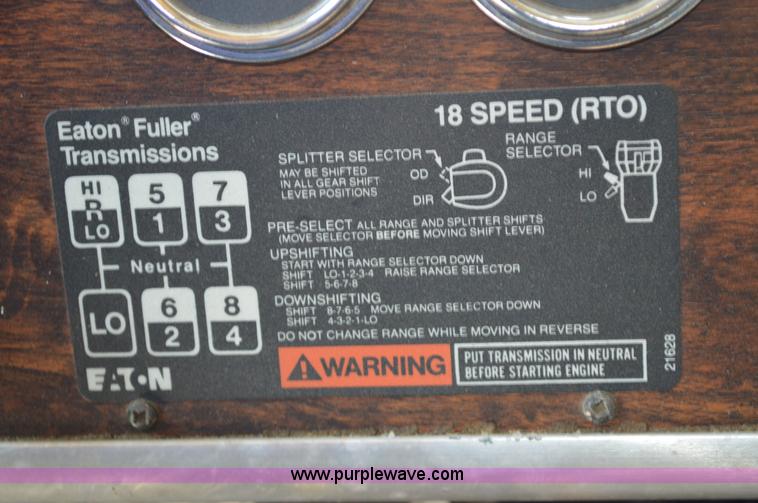 Eaton® Fuller®
Transmissions
18 SPEED (RTO)
HI
R
LO
5
1
7
3
Neutral
LO
6
2
8
4
EATON
SPLITTER SELECTOR
MAY BE SHIFTED
IN ALL GEAR SHIFT
LEVER POSITIONS
OD
DIR
RANGE
SELECTOR
HI
LO
PRE-SELECT ALL RANGE AND SPLITTER SHIFTS
(MOVE SELECTOR BEFORE MOVING SHIFT LEVER)
UPSHIFTING
START WITH RANGE SELECTOR DOWN
SHIFT LO-1-2-3-4 RAISE RANGE SELECTOR
SHIFT 5-6-7-8
DOWNSHIFTING
SHIFT 8-7-6-5 MOVE RANGE SELECTOR DOWN
SHIFT 4-3-2-1-LO
DO NOT CHANGE RANGE WHILE MOVING IN REVERSE
WARNING
PUT TRANSMISSION IN NEUTRAL
BEFORE STARTING ENGINE
21628
www.purplewave.com